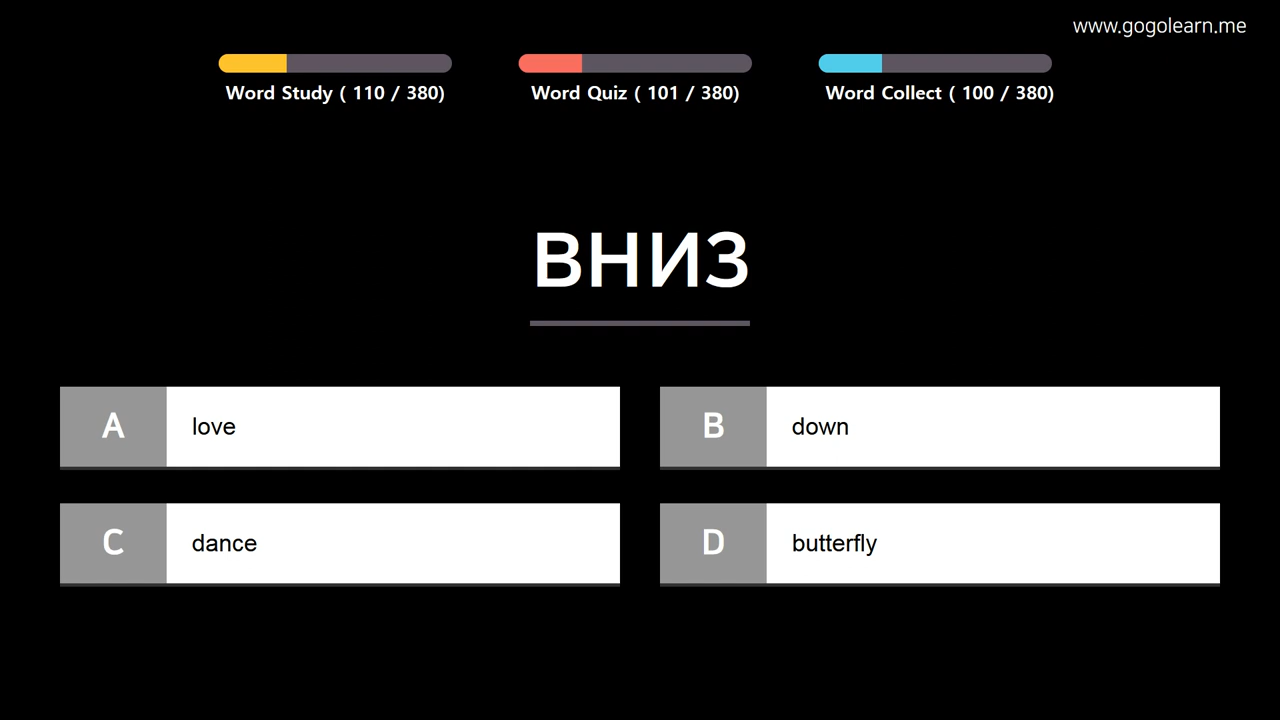 www.gogolearn.me
Word Study ( 110 / 380)
Word Quiz ( 101 / 380)
Word Collect ( 100 / 380)
вниз
A love
B down
C dance
D butterfly